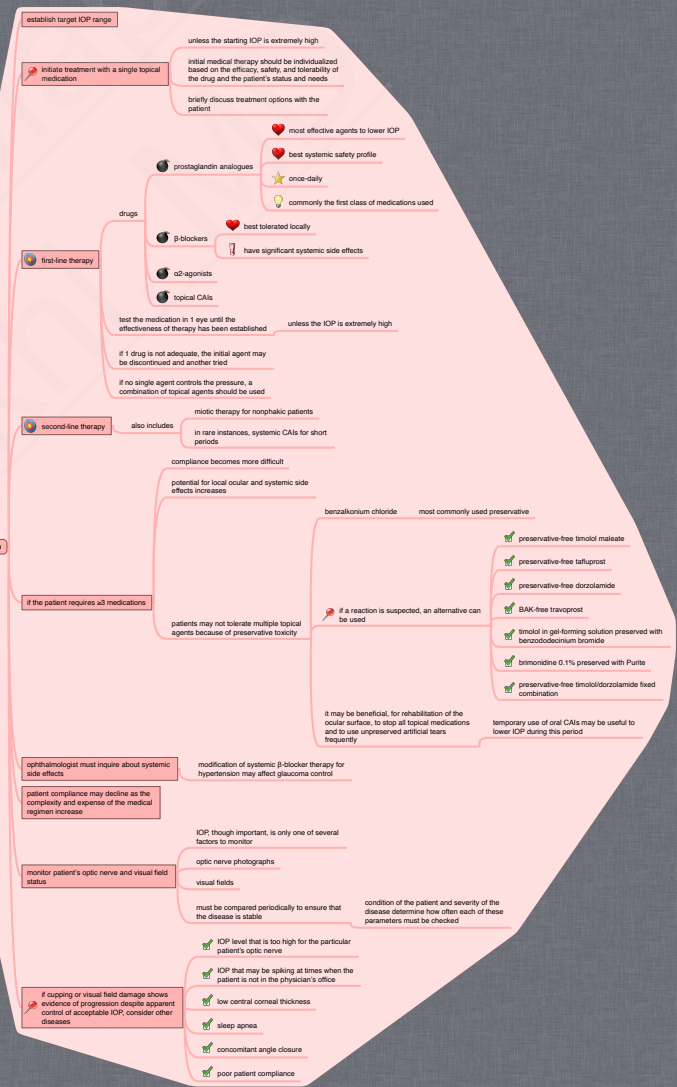 establish target IOP range
initiate treatment with a single topical
medication
unless the starting IOP is extremely high
initial medical therapy should be individualized
based on the efficacy, safety, and tolerability of
the drug and the patient's status and needs
briefly discuss treatment options with the
patient
first-line therapy
drugs
prostaglandin analogues
most effective agents to lower IOP
best systemic safety profile
once-daily
commonly the first class of medications used
β-blockers
best tolerated locally
have significant systemic side effects
α2-agonists
topical CAIs
test the medication in 1 eye until the
effectiveness of therapy has been established
unless the IOP is extremely high
if 1 drug is not adequate, the initial agent may
be discontinued and another tried
if no single agent controls the pressure, a
combination of topical agents should be used
second-line therapy
also includes
miotic therapy for nonphakic patients
in rare instances, systemic CAIs for short
periods
if the patient requires ≥3 medications
compliance becomes more difficult
potential for local ocular and systemic side
effects increases
patients may not tolerate multiple topical
agents because of preservative toxicity
benzalkonium chloride
most commonly used preservative
if a reaction is suspected, an alternative can
be used
preservative-free timolol maleate
preservative-free tafluprost
preservative-free dorzolamide
BAK-free travoprost
timolol in gel-forming solution preserved with
benzododecinium bromide
brimonidine 0.1% preserved with Purite
preservative-free timolol/dorzolamide fixed
combination
it may be beneficial, for rehabilitation of the
ocular surface, to stop all topical medications
and to use unpreserved artificial tears
frequently
temporary use of oral CAIs may be useful to
lower IOP during this period
ophthalmologist must inquire about systemic
side effects
modification of systemic β-blocker therapy for
hypertension may affect glaucoma control
patient compliance may decline as the
complexity and expense of the medical
regimen increase
monitor patient's optic nerve and visual field
status
IOP, though important, is only one of several
factors to monitor
optic nerve photographs
visual fields
must be compared periodically to ensure that
the disease is stable
condition of the patient and severity of the
disease determine how often each of these
parameters must be checked
if cupping or visual field damage shows
evidence of progression despite apparent
control of acceptable IOP, consider other
diseases
IOP level that is too high for the particular
patient's optic nerve
IOP that may be spiking at times when the
patient is not in the physician's office
low central corneal thickness
sleep apnea
concomitant angle closure
poor patient compliance